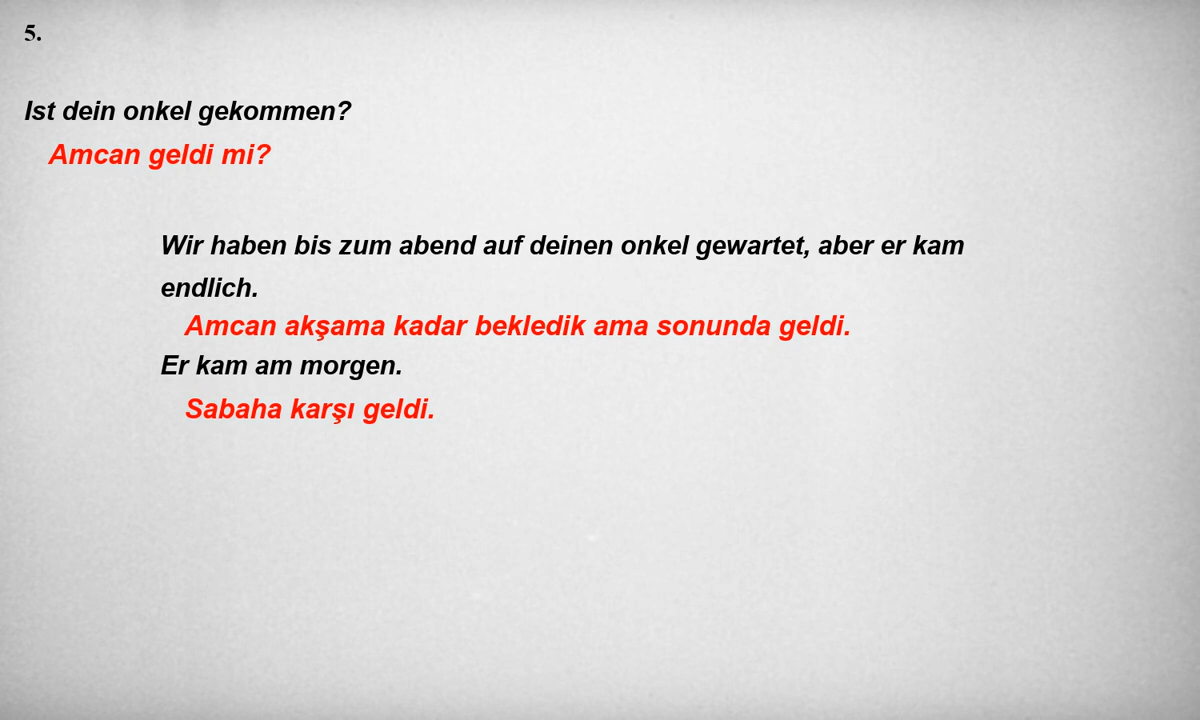 5.
Ist dein onkel gekommen?
Amcan geldi mi?
Wir haben bis zum abend auf deinen onkel gewartet, aber er kam
endlich.
Amcan akşama kadar bekledik ama sonunda geldi.
Er kam am morgen.
Sabaha karşı geldi.